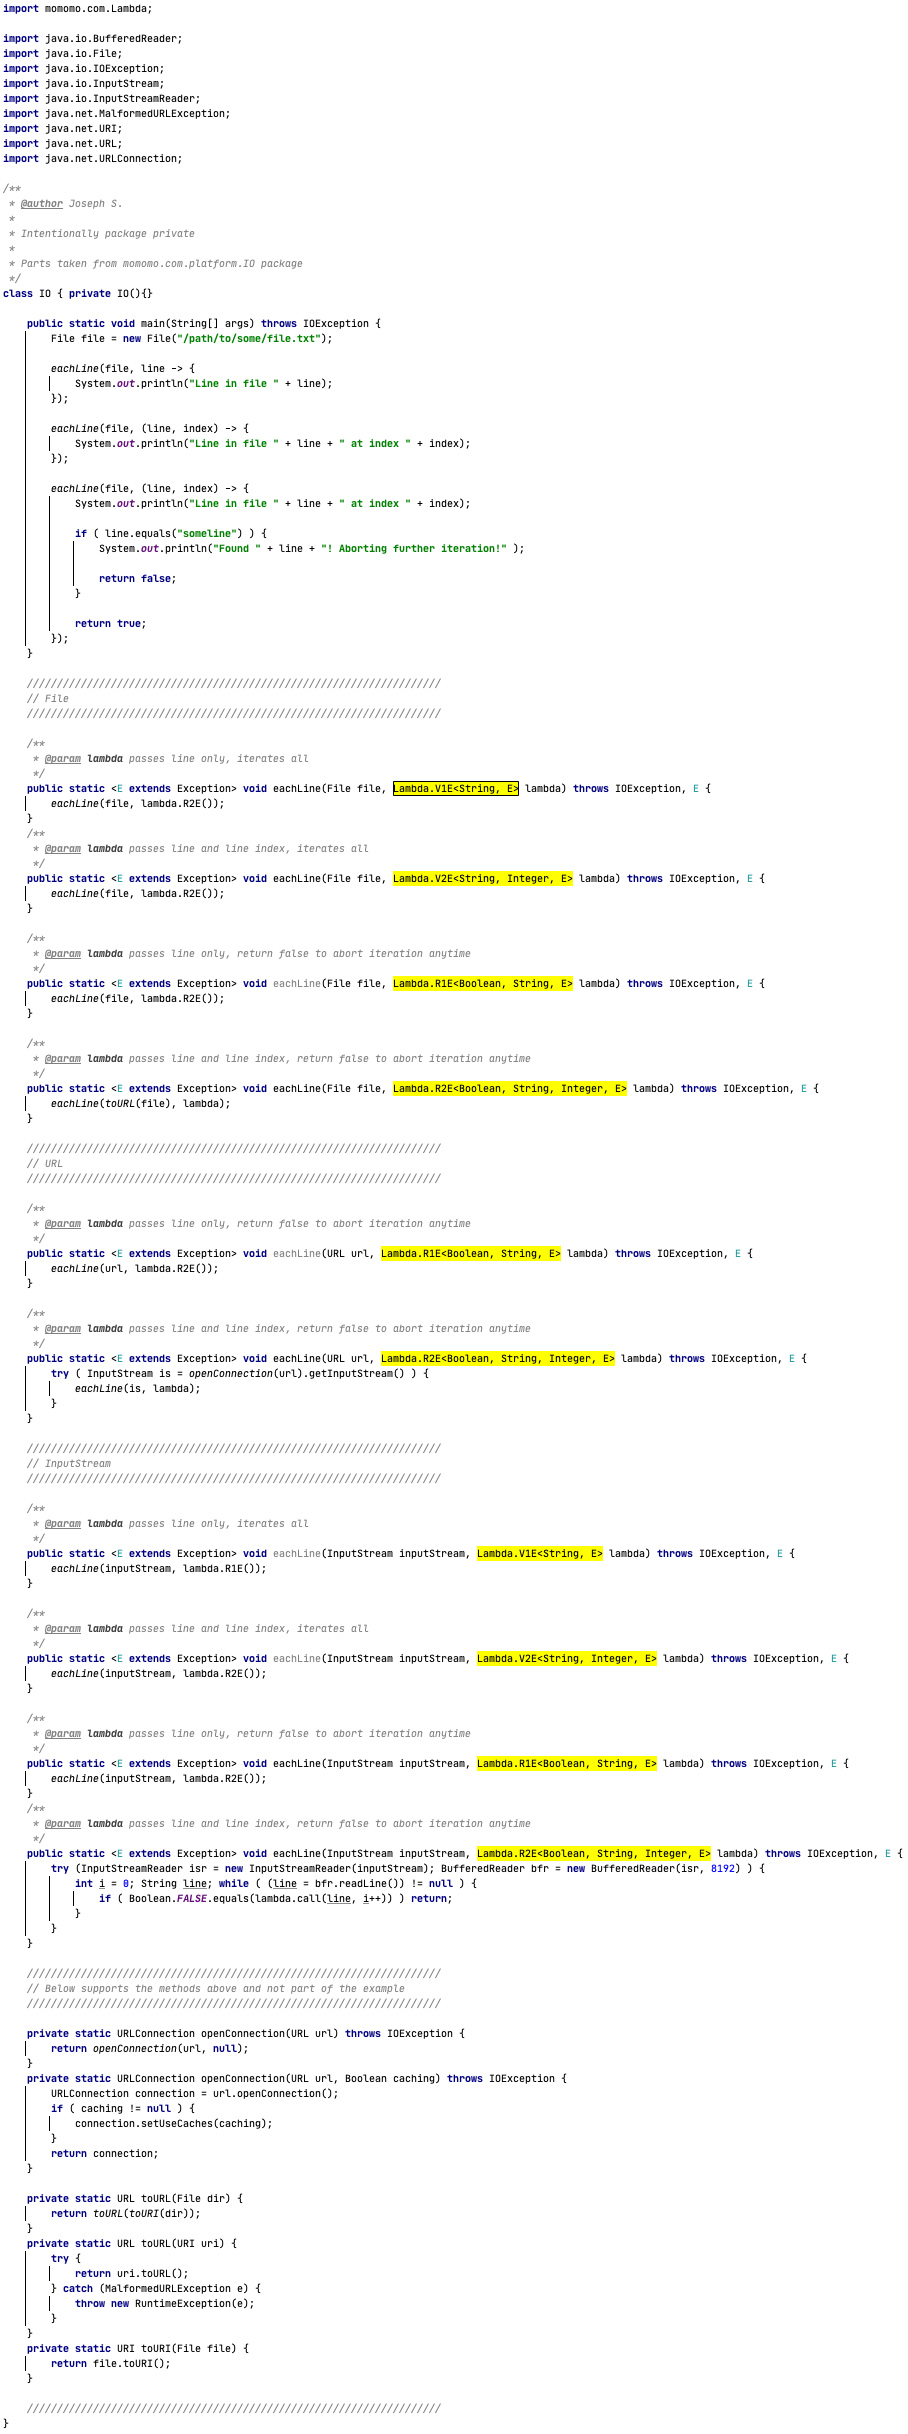 import momomo.com.Lambda;

import java.io.BufferedReader;
import java.io.File;
import java.io.IOException;
import java.io.InputStream;
import java.io.InputStreamReader;
import java.net.MalformedURLException;
import java.net.URI;
import java.net.URL;
import java.net.URLConnection;

/**
 * @author Joseph S.
 *
 * Intentionally package private
 *
 * Parts taken from momomo.com.platform.IO package
 */
class IO { private IO(){}

    public static void main(String[] args) throws IOException {
        File file = new File("/path/to/some/file.txt");

        eachLine(file, line -> {
            System.out.println("Line in file " + line);
        });

        eachLine(file, (line, index) -> {
            System.out.println("Line in file " + line + " at index " + index);
        });

        eachLine(file, (line, index) -> {
            System.out.println("Line in file " + line + " at index " + index);

            if ( line.equals("someline") ) {
                System.out.println("Found " + line + "! Aborting further iteration!" );

                return false;
            }

            return true;
        });
    }

    /////////////////////////////////////////////////////////////////////
    // File
    /////////////////////////////////////////////////////////////////////

    /**
     * @param lambda passes line only, iterates all
     */
    public static <E extends Exception> void eachLine(File file, Lambda.V1E<String, E> lambda) throws IOException, E {
        eachLine(file, lambda.R2E());
    }
    /**
     * @param lambda passes line and line index, iterates all
     */
    public static <E extends Exception> void eachLine(File file, Lambda.V2E<String, Integer, E> lambda) throws IOException, E {
        eachLine(file, lambda.R2E());
    }

    /**
     * @param lambda passes line only, return false to abort iteration anytime
     */
    public static <E extends Exception> void eachLine(File file, Lambda.R1E<Boolean, String, E> lambda) throws IOException, E {
        eachLine(file, lambda.R2E());
    }

    /**
     * @param lambda passes line and line index, return false to abort iteration anytime
     */
    public static <E extends Exception> void eachLine(File file, Lambda.R2E<Boolean, String, Integer, E> lambda) throws IOException, E {
        eachLine(toURL(file), lambda);
    }

    /////////////////////////////////////////////////////////////////////
    // URL
    /////////////////////////////////////////////////////////////////////

    /**
     * @param lambda passes line only, return false to abort iteration anytime
     */
    public static <E extends Exception> void eachLine(URL url, Lambda.R1E<Boolean, String, E> lambda) throws IOException, E {
        eachLine(url, lambda.R2E());
    }

    /**
     * @param lambda passes line and line index, return false to abort iteration anytime
     */
    public static <E extends Exception> void eachLine(URL url, Lambda.R2E<Boolean, String, Integer, E> lambda) throws IOException, E {
        try ( InputStream is = openConnection(url).getInputStream() ) {
            eachLine(is, lambda);
        }
    }

    /////////////////////////////////////////////////////////////////////
    // InputStream
    /////////////////////////////////////////////////////////////////////

    /**
     * @param lambda passes line only, iterates all
     */
    public static <E extends Exception> void eachLine(InputStream inputStream, Lambda.V1E<String, E> lambda) throws IOException, E {
        eachLine(inputStream, lambda.R1E());
    }

    /**
     * @param lambda passes line and line index, iterates all
     */
    public static <E extends Exception> void eachLine(InputStream inputStream, Lambda.V2E<String, Integer, E> lambda) throws IOException, E {
        eachLine(inputStream, lambda.R2E());
    }

    /**
     * @param lambda passes line only, return false to abort iteration anytime
     */
    public static <E extends Exception> void eachLine(InputStream inputStream, Lambda.R1E<Boolean, String, E> lambda) throws IOException, E {
        eachLine(inputStream, lambda.R2E());
    }
    /**
     * @param lambda passes line and line index, return false to abort iteration anytime
     */
    public static <E extends Exception> void eachLine(InputStream inputStream, Lambda.R2E<Boolean, String, Integer, E> lambda) throws IOException, E {
        try (InputStreamReader isr = new InputStreamReader(inputStream); BufferedReader bfr = new BufferedReader(isr, 8192) ) {
            int i = 0; String line; while ( (line = bfr.readLine()) != null ) {
                if ( Boolean.FALSE.equals(lambda.call(line, i++)) ) return;
            }
        }
    }

    /////////////////////////////////////////////////////////////////////
    // Below supports the methods above and not part of the example
    /////////////////////////////////////////////////////////////////////

    private static URLConnection openConnection(URL url) throws IOException {
        return openConnection(url, null);
    }
    private static URLConnection openConnection(URL url, Boolean caching) throws IOException {
        URLConnection connection = url.openConnection();
        if ( caching != null ) {
            connection.setUseCaches(caching);
        }
        return connection;
    }

    private static URL toURL(File dir) {
        return toURL(toURI(dir));
    }
    private static URL toURL(URI uri) {
        try {
            return uri.toURL();
        } catch (MalformedURLException e) {
            throw new RuntimeException(e);
        }
    }
    private static URI toURI(File file) {
        return file.toURI();
    }

    /////////////////////////////////////////////////////////////////////
}